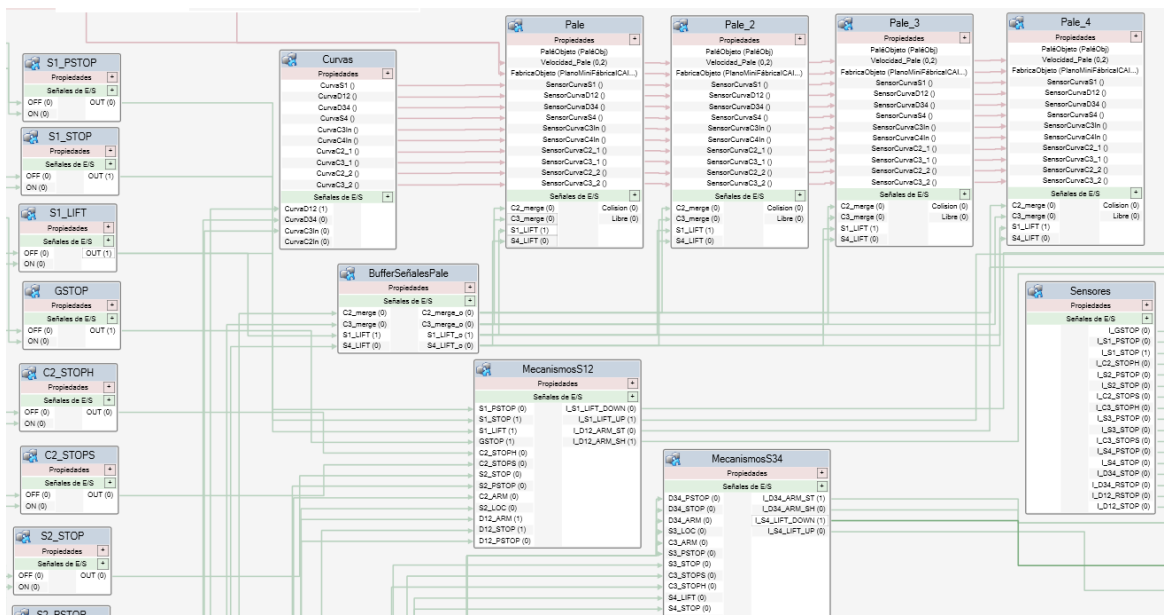 S1_PSTOP
Propiedades
Señales de E/S
OFF (0) OUT (0)
ON (0)
S1_STOP
Propiedades
Señales de E/S
OFF (0) OUT (1)
ON (0)
S1_LIFT
Propiedades
Señales de E/S
OFF (0) OUT (1)
ON (0)
GSTOP
Propiedades
Señales de E/S
OFF (0) OUT (1)
ON (0)
C2_STOPH
Propiedades
Señales de E/S
OFF (0) OUT (0)
ON (0)
C2_STOPS
Propiedades
Señales de E/S
OFF (0) OUT (0)
ON (0)
S2_STOP
Propiedades
Señales de E/S
OFF (0) OUT (0)
ON (0)
S2_PSTOP
Curvas
Propiedades
CurvaS1 ()
CurvaD12 ()
CurvaD34 ()
CurvaS4 ()
CurvaC3In ()
CurvaC4In ()
CurvaC2_1 ()
CurvaC3_1 ()
CurvaC2_2 ()
CurvaC3_2 ()
Señales de E/S
CurvaD12 (1)
CurvaD34 (0)
CurvaC3In (0)
CurvaC2In (0)
Pale
Propiedades
PaléObjeto (PaléObj)
Velocidad_Pale (0,2)
FabricaObjeto (PlanoMiniFábricaICAI...)
SensorCurvaS1 ()
SensorCurvaD12 ()
SensorCurvaD34 ()
SensorCurvaS4 ()
SensorCurvaC3In ()
SensorCurvaC4In ()
SensorCurvaC2_1 ()
SensorCurvaC3_1 ()
SensorCurvaC2_2 ()
SensorCurvaC3_2 ()
Señales de E/S
C2_merge (0) Colision (0)
C3_merge (0) Libre (0)
S1_LIFT (1)
S4_LIFT (0)
Pale_2
Propiedades
PaléObjeto (PaléObj)
Velocidad_Pale (0,2)
FabricaObjeto (PlanoMiniFábricaICAI...)
SensorCurvaS1 ()
SensorCurvaD12 ()
SensorCurvaD34 ()
SensorCurvaS4 ()
SensorCurvaC3In ()
SensorCurvaC4In ()
SensorCurvaC2_1 ()
SensorCurvaC3_1 ()
SensorCurvaC2_2 ()
SensorCurvaC3_2 ()
Señales de E/S
C2_merge (0) Colision (0)
C3_merge (0) Libre (0)
S1_LIFT (1)
S4_LIFT (0)
Pale_3
Propiedades
PaléObjeto (PaléObj)
Velocidad_Pale (0,2)
FabricaObjeto (PlanoMiniFábricaICAI...)
SensorCurvaS1 ()
SensorCurvaD12 ()
SensorCurvaD34 ()
SensorCurvaS4 ()
SensorCurvaC3In ()
SensorCurvaC4In ()
SensorCurvaC2_1 ()
SensorCurvaC3_1 ()
SensorCurvaC2_2 ()
SensorCurvaC3_2 ()
Señales de E/S
C2_merge (0) Colision (0)
C3_merge (0) Libre (0)
S1_LIFT (1)
S4_LIFT (0)
Pale_4
Propiedades
PaléObjeto (PaléObj)
Velocidad_Pale (0,2)
FabricaObjeto (PlanoMiniFábricaICAI...)
SensorCurvaS1 ()
SensorCurvaD12 ()
SensorCurvaD34 ()
SensorCurvaS4 ()
SensorCurvaC3In ()
SensorCurvaC4In ()
SensorCurvaC2_1 ()
SensorCurvaC3_1 ()
SensorCurvaC2_2 ()
SensorCurvaC3_2 ()
Señales de E/S
C2_merge (0) Colision (0)
C3_merge (0) Libre (0)
S1_LIFT (1)
S4_LIFT (0)
BufferSeñalesPale
Propiedades
Señales de E/S
C2_merge (0) C2_merge_o (0)
C3_merge (0) C3_merge_o (0)
S1_LIFT (1) S1_LIFT_o (1)
S4_LIFT (0) S4_LIFT_o (0)
MecanismosS12
Propiedades
Señales de E/S
S1_PSTOP (0) I_S1_LIFT_DOWN (0)
S1_STOP (1) I_S1_LIFT_UP (1)
S1_LIFT (1) I_D12_ARM_ST (0)
GSTOP (1) I_D12_ARM_SH (1)
C2_STOPH (0)
C2_STOPS (0)
S2_STOP (0)
S2_PSTOP (0)
C2_ARM (0)
S2_LOC (0)
D12_ARM (1)
D12_STOP (1)
D12_PSTOP (0)
MecanismosS34
Propiedades
Señales de E/S
D34_PSTOP (0) I_D34_ARM_ST (1)
D34_STOP (0) I_D34_ARM_SH (0)
D34_ARM (0) I_S4_LIFT_DOWN (1)
S3_LOC (0) I_S4_LIFT_UP (0)
C3_ARM (0)
S3_PSTOP (0)
S3_STOP (0)
C3_STOPS (0)
C3_STOPH (0)
S4_LIFT (0)
S4_STOP (0)
Sensores
Propiedades
Señales de E/S
I_GSTOP (0)
I_S1_PSTOP (0)
I_S1_STOP (1)
I_C2_STOPH (0)
I_S2_PSTOP (0)
I_S2_STOP (0)
I_C2_STOPS (0)
I_C3_STOPH (0)
I_S3_PSTOP (0)
I_S3_STOP (0)
I_C3_STOPS (0)
I_S4_PSTOP (0)
I_S4_STOP (0)
I_D34_STOP (0)
I_D34_RSTOP (0)
I_D12_RSTOP (0)
I_D12_STOP (0)